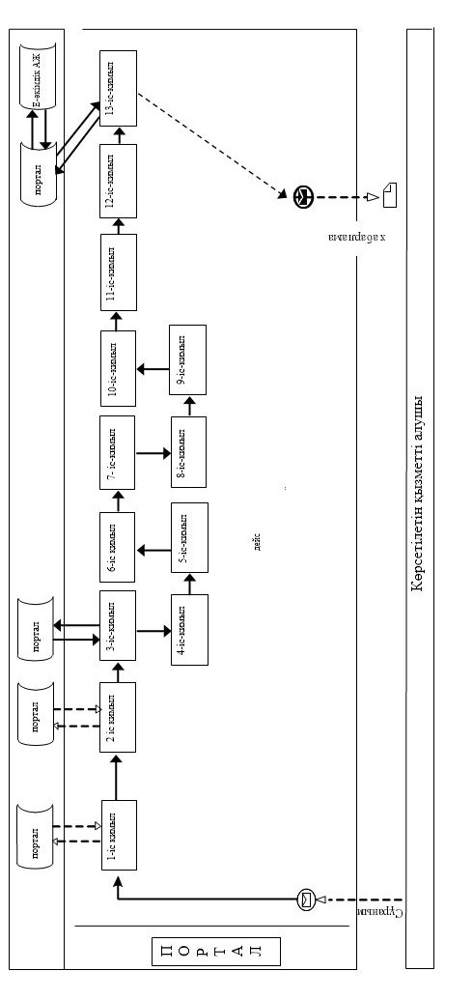 Е-әкімдік АЖ
портал
13-іс-қимыл
12-іс-қимыл
11-іс-қимыл
10-іс-қимыл
9-іс-қимыл
8-іс-қимыл
7- іс-қимыл
6-іс қимыл
5-іс-қимыл
4-іс-қимыл
3-іс-қимыл
портал
2 іс қимыл
портал
1-іс қимыл
портал
хабарлама
дейс
Сұраным
ПОРТАЛ
Көрсетілетін қызметті алушы